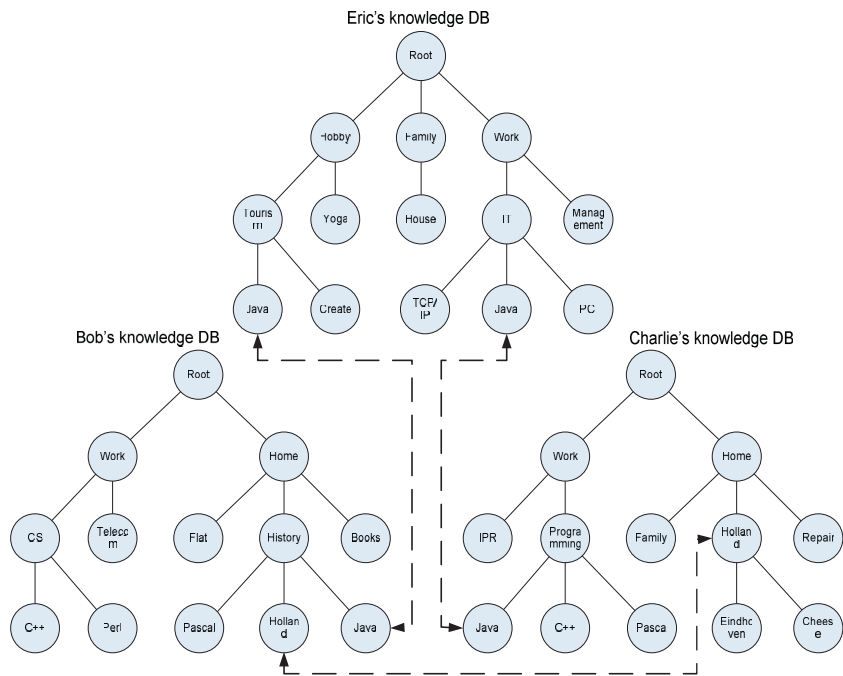 Eric's knowledge DB
Root
Hobby
Family
Work
Touris
m
Yoga
House
IT
Manag
ement
Java
Create
TCP/
IP
Java
PC
Bob's knowledge DB
Charlie's knowledge DB
Root
Root
Work
Home
Work
Home
CS
Teleco
m
Flat
History
Books
IPR
Progra
mming
Family
Hollan
d
Repair
C++
Perl
Pascal
Hollan
d
Java
Java
C++
Pasca
Eindho
ven
Chees
e